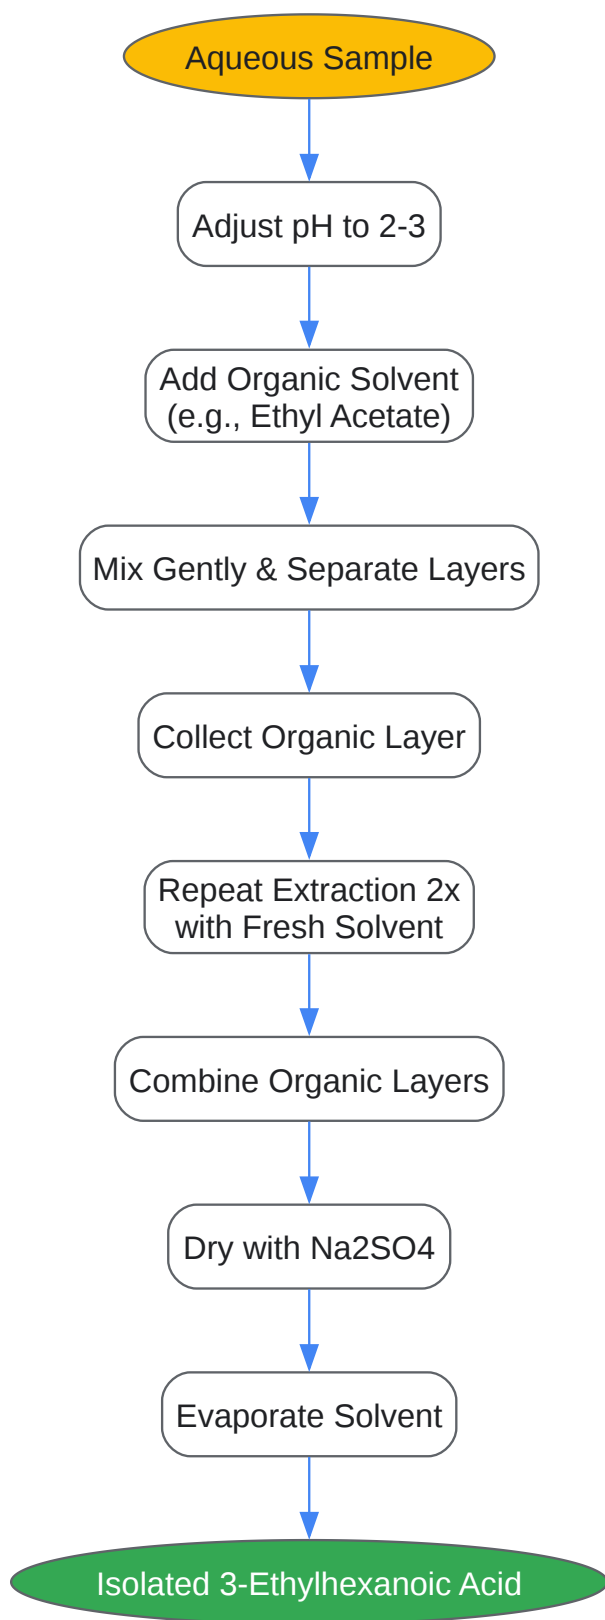 Aqueous Sample
Adjust pH to 2-3
Add Organic Solvent
(e.g., Ethyl Acetate)
Mix Gently & Separate Layers
Collect Organic Layer
Repeat Extraction 2x
with Fresh Solvent
Combine Organic Layers
Dry with Na2SO4
Evaporate Solvent
Isolated 3-Ethylhexanoic Acid